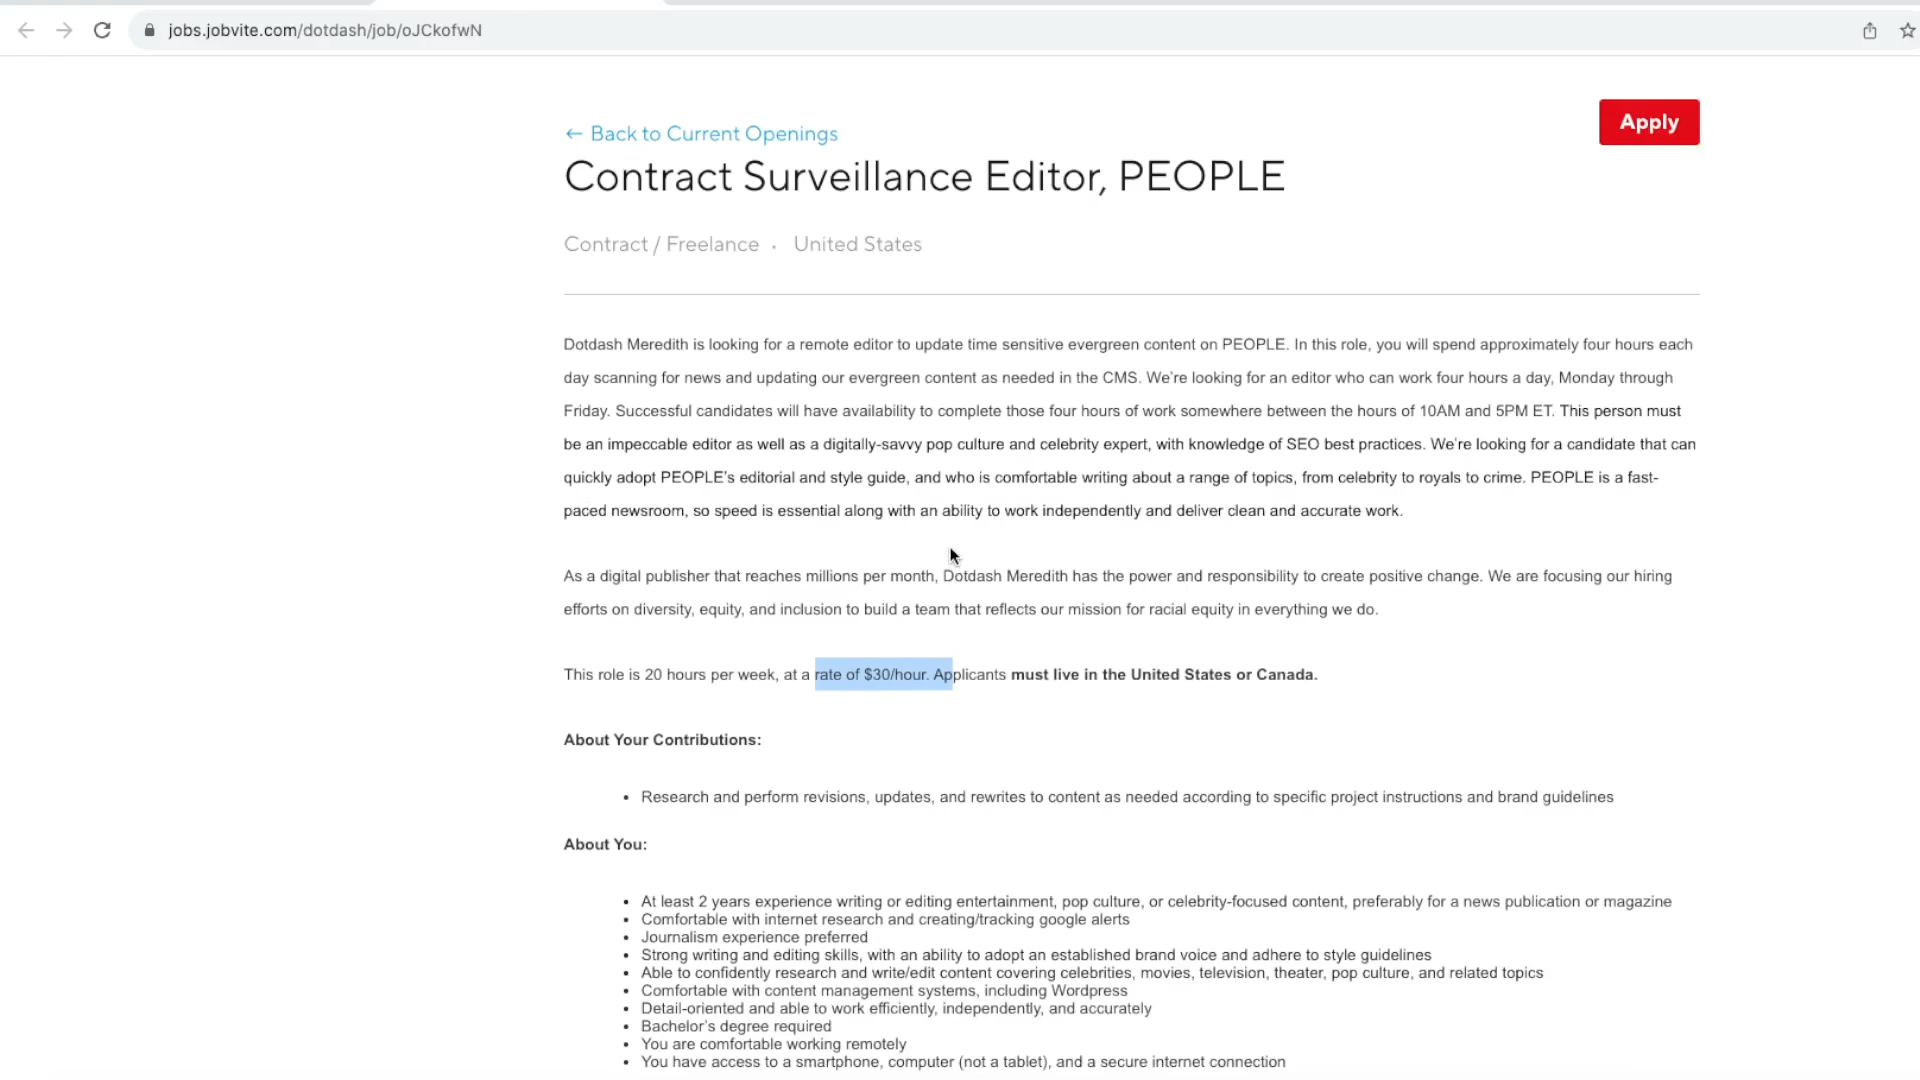 jobs.jobvite.com/dotdash/job/oJCkofwN
Apply
← Back to Current Openings
Contract Surveillance Editor, PEOPLE
Contract / Freelance • United States
Dotdash Meredith is looking for a remote editor to update time sensitive evergreen content on PEOPLE. In this role, you will spend approximately four hours each
day scanning for news and updating our evergreen content as needed in the CMS. We're looking for an editor who can work four hours a day, Monday through
Friday. Successful candidates will have availability to complete those four hours of work somewhere between the hours of 10AM and 5PM ET. This person must
be an impeccable editor as well as a digitally-savvy pop culture and celebrity expert, with knowledge of SEO best practices. We're looking for a candidate that can
quickly adopt PEOPLE's editorial and style guide, and who is comfortable writing about a range of topics, from celebrity to royals to crime. PEOPLE is a fast-
paced newsroom, so speed is essential along with an ability to work independently and deliver clean and accurate work.
As a digital publisher that reaches millions per month, Dotdash Meredith has the power and responsibility to create positive change. We are focusing our hiring
efforts on diversity, equity, and inclusion to build a team that reflects our mission for racial equity in everything we do.
This role is 20 hours per week, at a rate of $30/hour. Applicants must live in the United States or Canada.
About Your Contributions:
• Research and perform revisions, updates, and rewrites to content as needed according to specific project instructions and brand guidelines
About You:
• At least 2 years experience writing or editing entertainment, pop culture, or celebrity-focused content, preferably for a news publication or magazine
• Comfortable with internet research and creating/tracking google alerts
• Journalism experience preferred
• Strong writing and editing skills, with an ability to adopt an established brand voice and adhere to style guidelines
• Able to confidently research and write/edit content covering celebrities, movies, television, theater, pop culture, and related topics
• Comfortable with content management systems, including Wordpress
• Detail-oriented and able to work efficiently, independently, and accurately
• Bachelor's degree required
• You are comfortable working remotely
• You have access to a smartphone, computer (not a tablet), and a secure internet connection